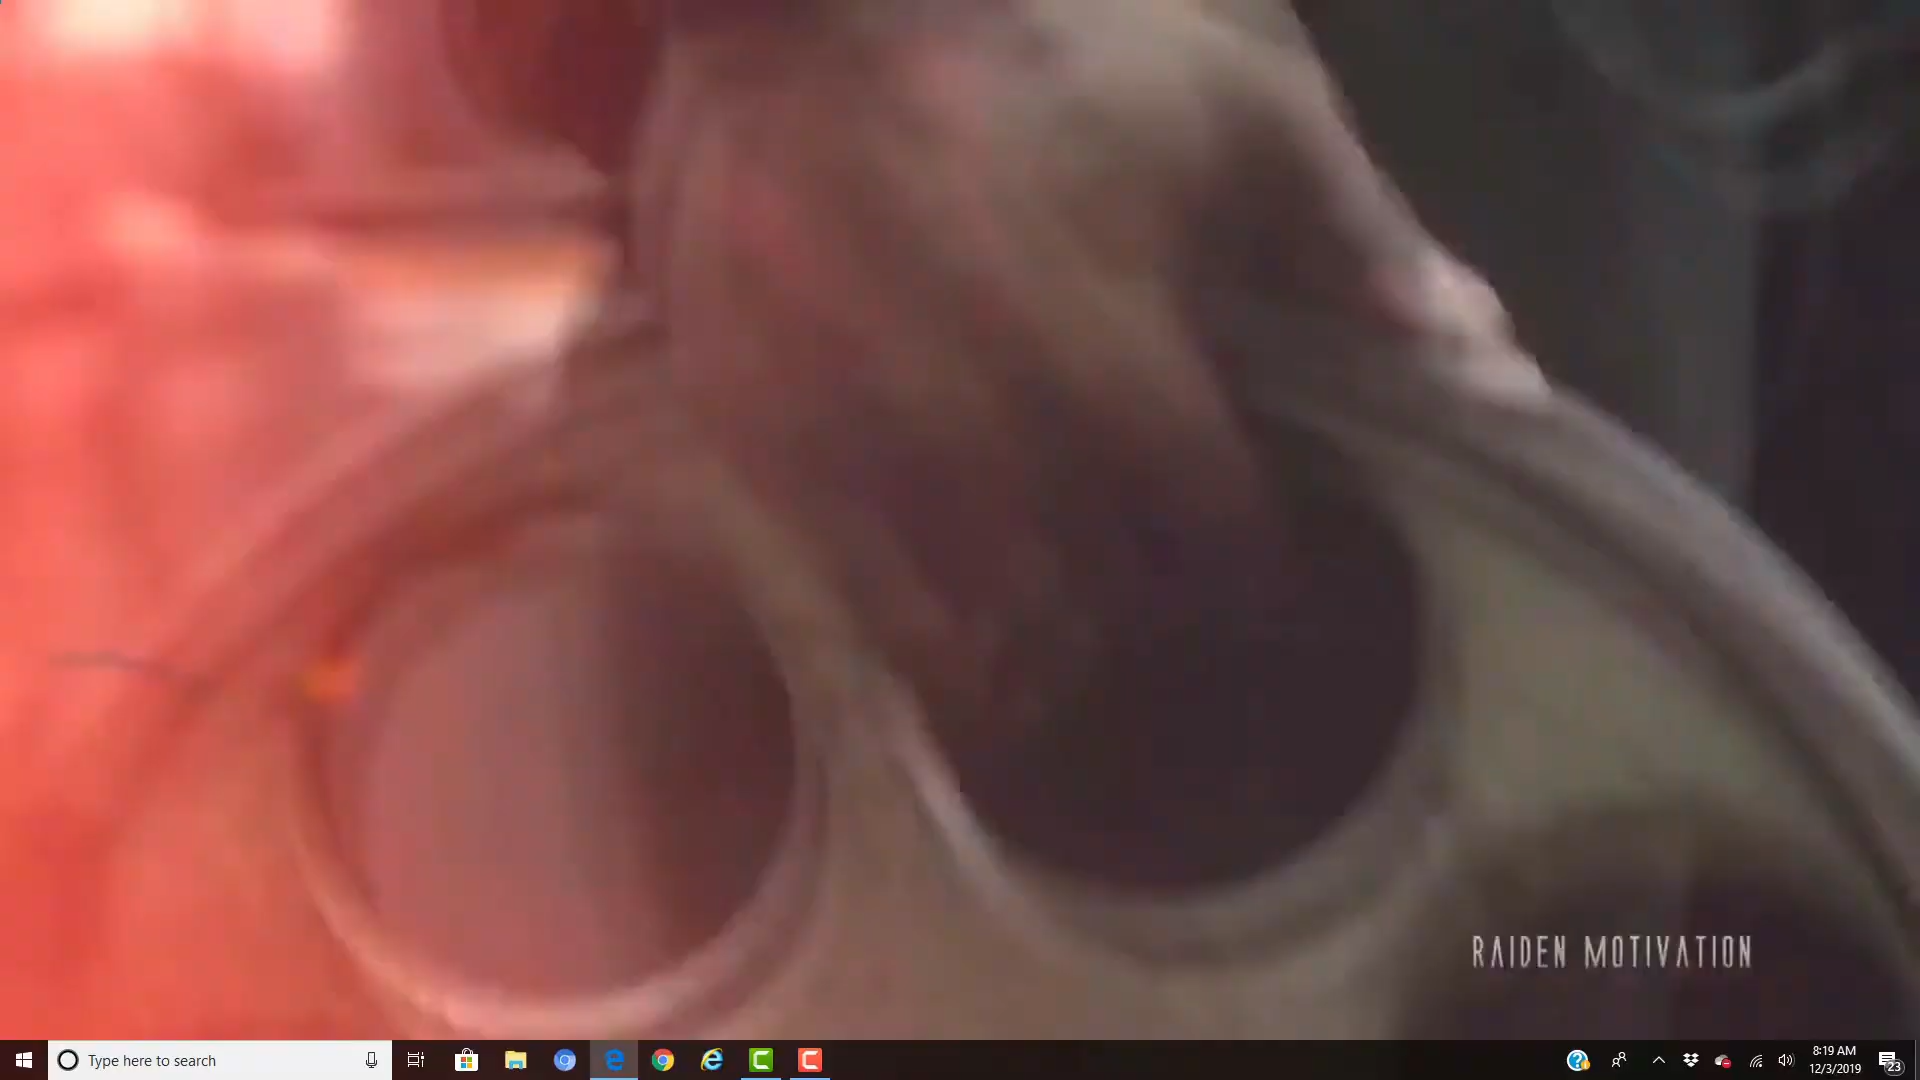 RAIDEN MOTIVATION
Type here to search
8:19 AM
12/3/2019
23